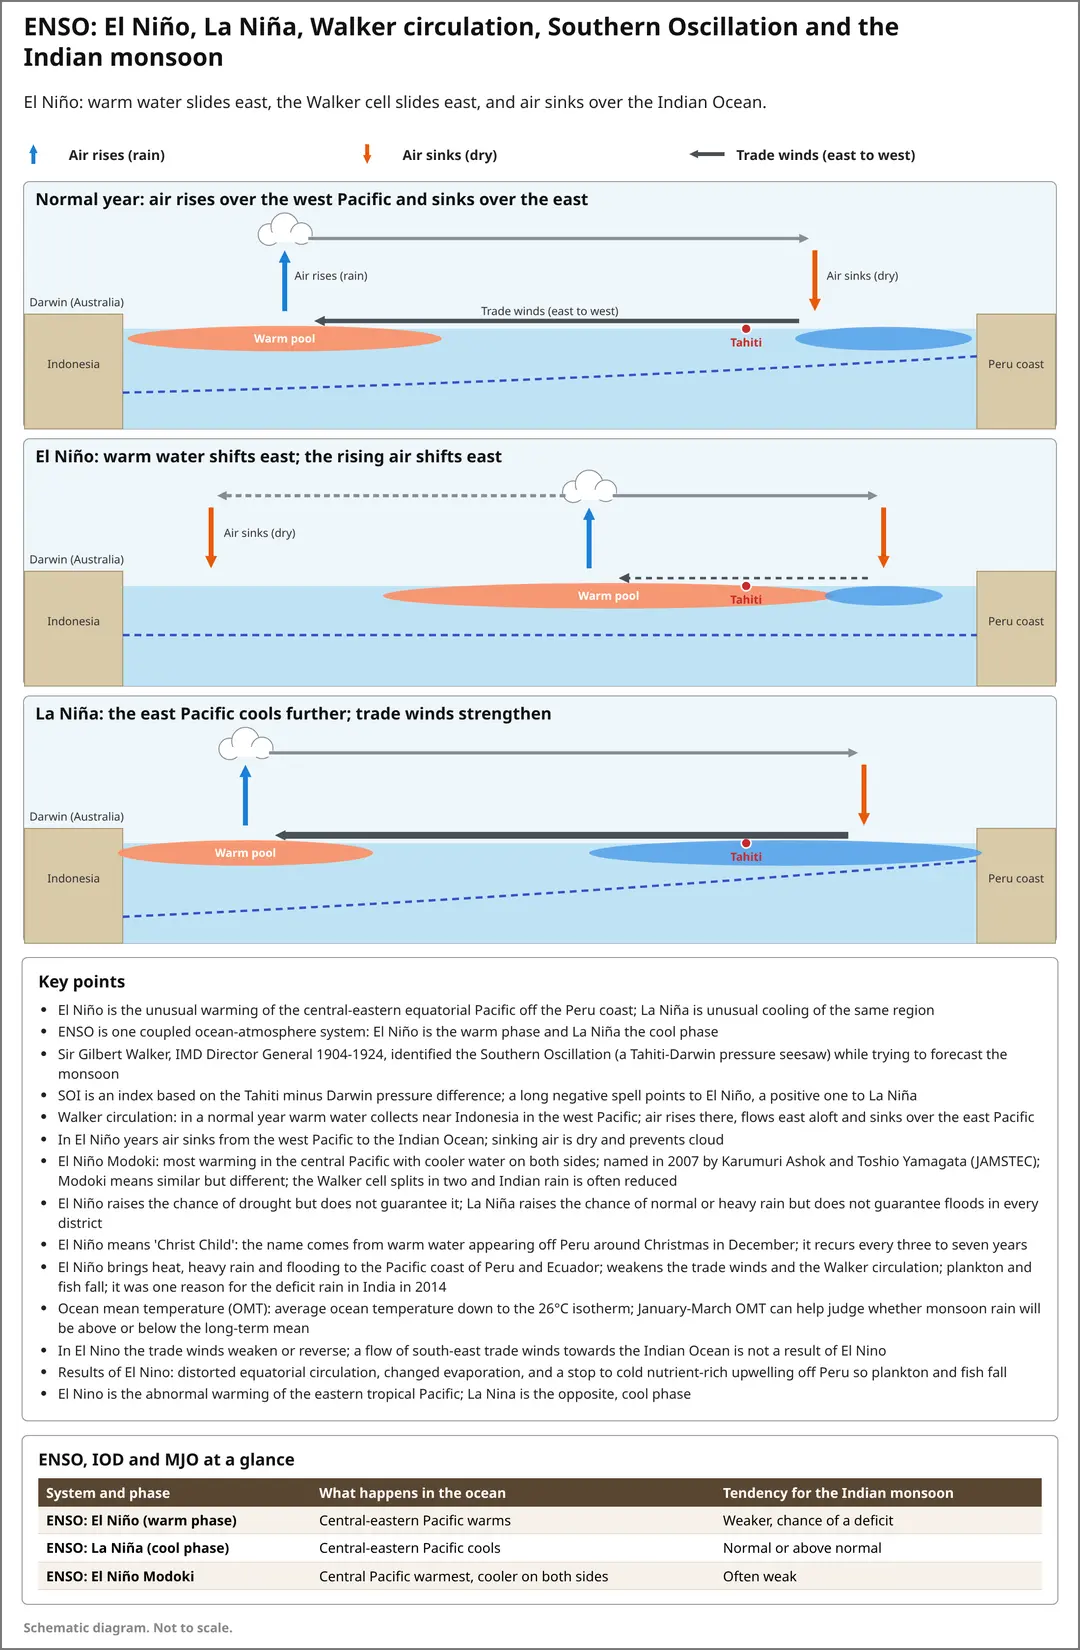 ENSO: El Niño, La Niña, Walker circulation, Southern Oscillation and the
Indian monsoon
El Niño: warm water slides east, the Walker cell slides east, and air sinks over the Indian Ocean.
Air rises (rain)
Air sinks (dry)
Trade winds (east to west)
Normal year: air rises over the west Pacific and sinks over the east
Air rises (rain)
Air sinks (dry)
Darwin (Australia)
Trade winds (east to west)
Warm pool
Tahiti
Indonesia
Peru coast
El Niño: warm water shifts east; the rising air shifts east
Air sinks (dry)
Darwin (Australia)
Warm pool
Tahiti
Indonesia
Peru coast
La Niña: the east Pacific cools further; trade winds strengthen
Darwin (Australia)
Warm pool
Tahiti
Indonesia
Peru coast
Key points
• El Niño is the unusual warming of the central-eastern equatorial Pacific off the Peru coast; La Niña is unusual cooling of the same region
• ENSO is one coupled ocean-atmosphere system: El Niño is the warm phase and La Niña the cool phase
• Sir Gilbert Walker, IMD Director General 1904-1924, identified the Southern Oscillation (a Tahiti-Darwin pressure seesaw) while trying to forecast the
monsoon
• SOI is an index based on the Tahiti minus Darwin pressure difference; a long negative spell points to El Niño, a positive one to La Niña
• Walker circulation: in a normal year warm water collects near Indonesia in the west Pacific; air rises there, flows east aloft and sinks over the east Pacific
• In El Niño years air sinks from the west Pacific to the Indian Ocean; sinking air is dry and prevents cloud
• El Niño Modoki: most warming in the central Pacific with cooler water on both sides; named in 2007 by Karumuri Ashok and Toshio Yamagata (JAMSTEC);
Modoki means similar but different; the Walker cell splits in two and Indian rain is often reduced
• El Niño raises the chance of drought but does not guarantee it; La Niña raises the chance of normal or heavy rain but does not guarantee floods in every
district
• El Niño means 'Christ Child': the name comes from warm water appearing off Peru around Christmas in December; it recurs every three to seven years
• El Niño brings heat, heavy rain and flooding to the Pacific coast of Peru and Ecuador; weakens the trade winds and the Walker circulation; plankton and
fish fall; it was one reason for the deficit rain in India in 2014
• Ocean mean temperature (OMT): average ocean temperature down to the 26°C isotherm; January-March OMT can help judge whether monsoon rain will
be above or below the long-term mean
• In El Nino the trade winds weaken or reverse; a flow of south-east trade winds towards the Indian Ocean is not a result of El Nino
• Results of El Nino: distorted equatorial circulation, changed evaporation, and a stop to cold nutrient-rich upwelling off Peru so plankton and fish fall
• El Nino is the abnormal warming of the eastern tropical Pacific; La Nina is the opposite, cool phase
ENSO, IOD and MJO at a glance
System and phase What happens in the ocean Tendency for the Indian monsoon
ENSO: El Niño (warm phase) Central-eastern Pacific warms Weaker, chance of a deficit
ENSO: La Niña (cool phase) Central-eastern Pacific cools Normal or above normal
ENSO: El Niño Modoki Central Pacific warmest, cooler on both sides Often weak
Schematic diagram. Not to scale.